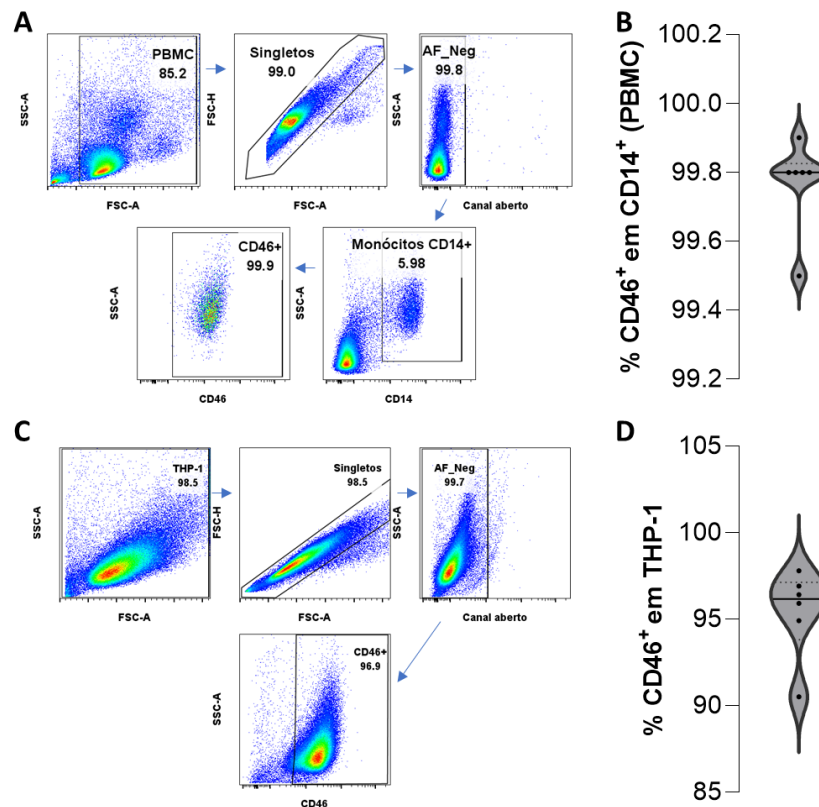 A
PBMC
85.2
SSC-A
FSC-A
Singletos
99.0
FSC-H
FSC-A
AF_Neg
99.8
SSC-A
Canal aberto
CD46+
99.9
SSC-A
CD46
Monócitos CD14+
5.98
SSC-A
CD14
B
% CD46+ em CD14+ (PBMC)
100.2
100.0
99.8
99.6
99.4
99.2
C
THP-1
98.5
SSC-A
FSC-A
Singletos
98.5
FSC-H
FSC-A
AF_Neg
99.7
SSC-A
Canal aberto
CD46+
96.9
SSC-A
CD46
D
% CD46+ em THP-1
105
100
95
90
85